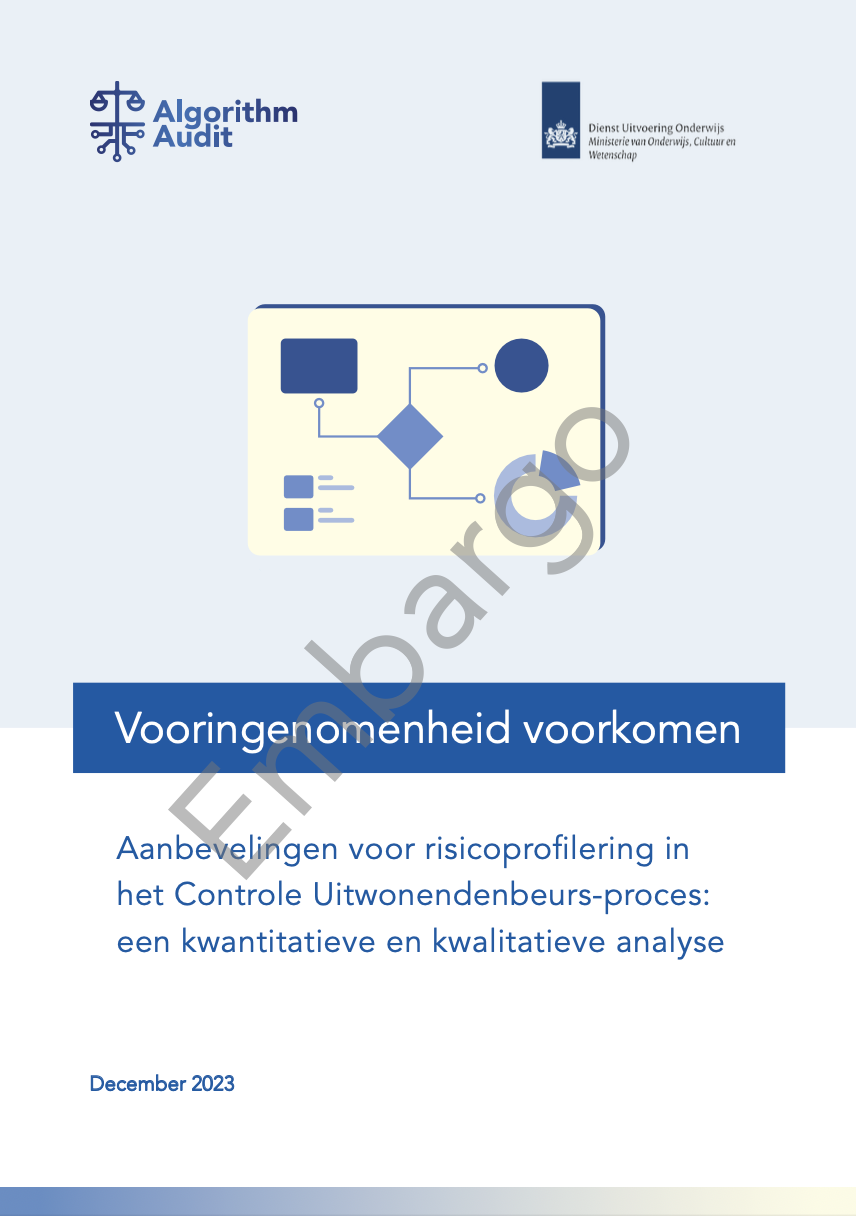 Algorithm
Audit
Dienst Uitvoering Onderwijs
Ministerie van Onderwijs, Cultuur en
Wetenschap
Embargo
Vooringenomenheid voorkomen
Aanbevelingen voor risicoprofilering in
het Controle Uitwonendenbeurs-proces:
een kwantitatieve en kwalitatieve analyse
December 2023